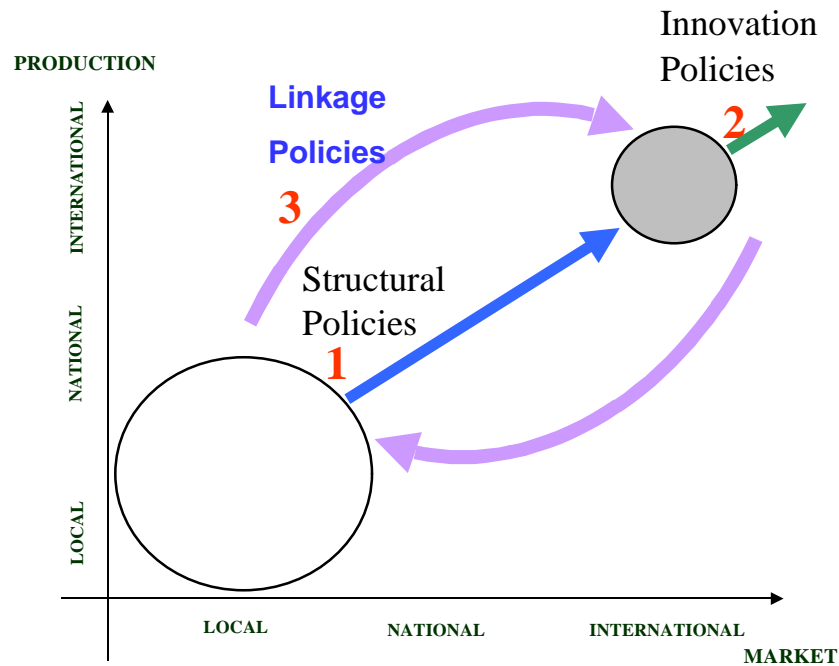 Innovation
Policies
PRODUCTION
Linkage
Policies
2
INTERNATIONAL
3
Structural
Policies
1
NATIONAL
LOCAL
LOCAL
NATIONAL
INTERNATIONAL
MARKET